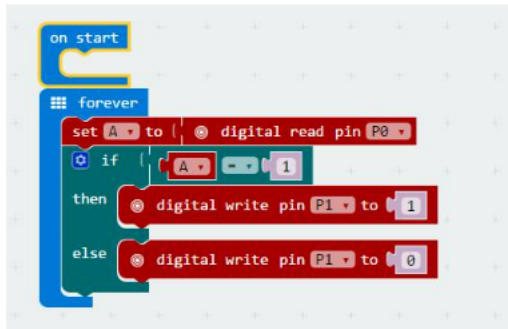 on start
forever
set A to digital read pin P0
if A = 1
then digital write pin P1 to 1
else digital write pin P1 to 0